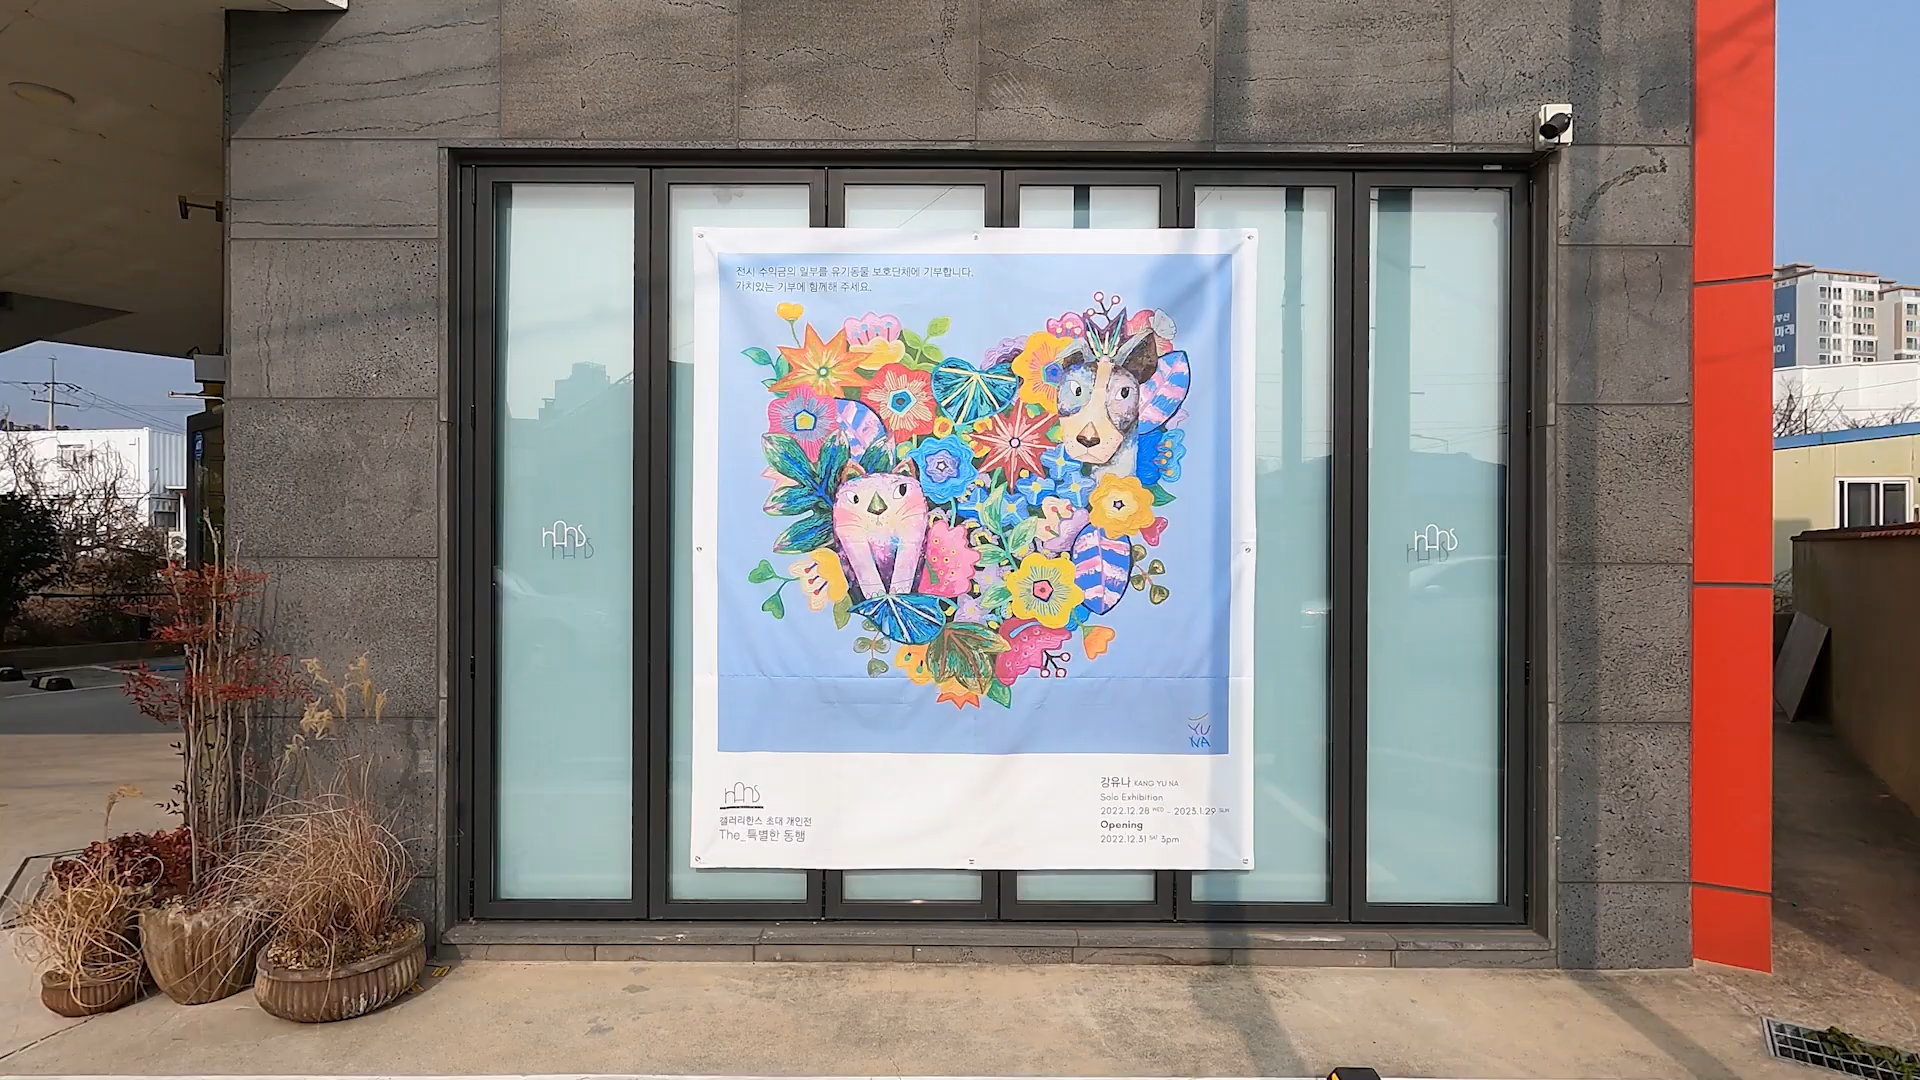 전시 수익금의 일부를 유기동물 보호단체에 기부합니다.
가치있는 기부에 함께해 주세요.
YU
NA
hANS
갤러리한스 초대 개인전
The_특별한 동행
강유나 KANG YU NA
Solo Exhibition
2022.12.28 WED - 2023.1.29 SUN
Opening
2022.12.31 SAT 3pm
hANS
hANS